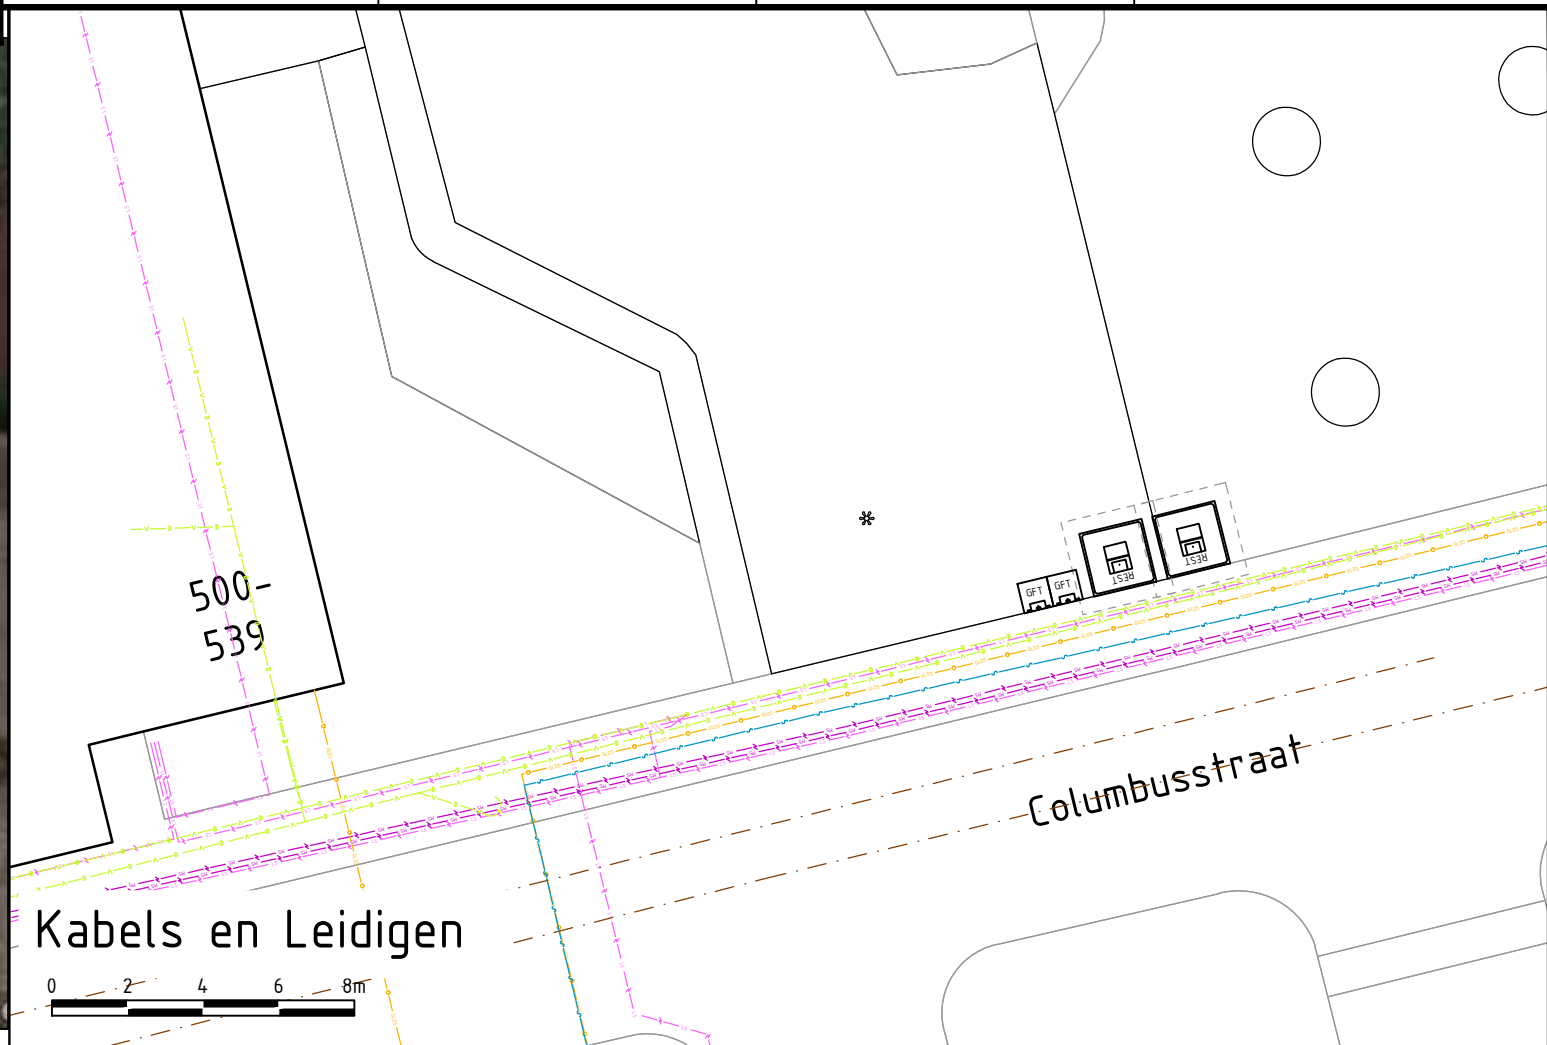 500-
539
GFT
GFT
REST
REST
Columbusstraat
Kabels en Leidigen
0 2 4 6 8m